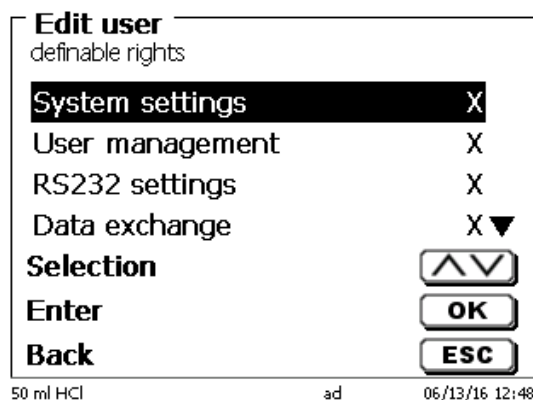 Edit user
definable rights
System settings X
User management X
RS232 settings X
Data exchange X
Selection
Enter OK
Back ESC
50 ml HCl ad 06/13/16 12:48